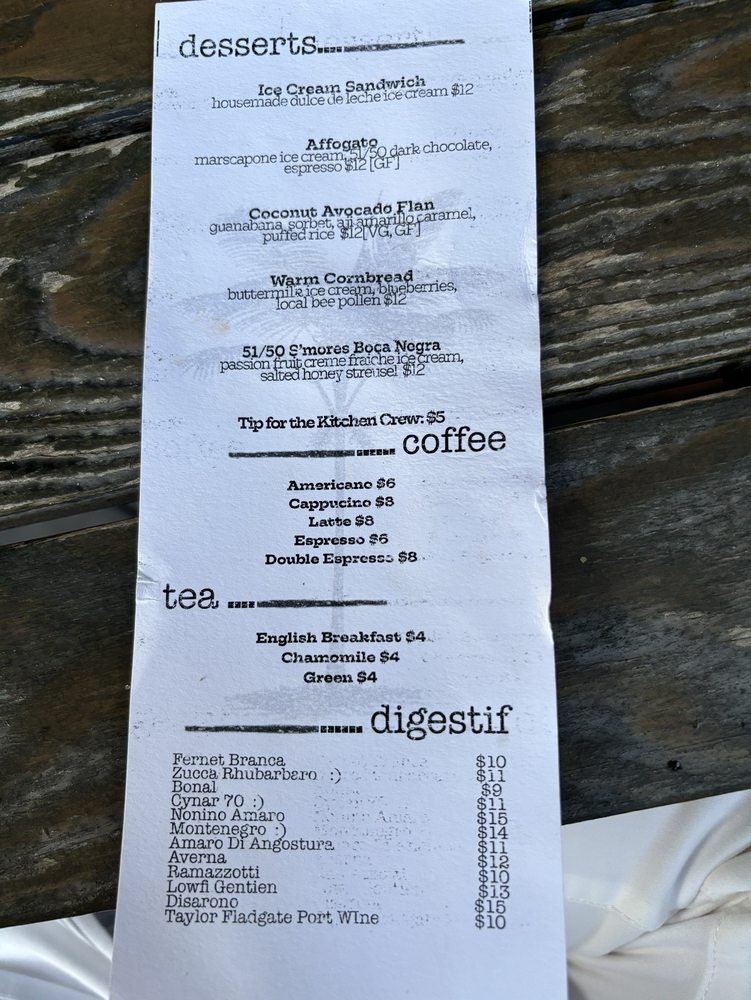 desserts
Ice Cream Sandwich
housemade dulce de leche ice cream $12
Affogato
marscapone ice cream, 51/50 dark chocolate,
espresso $12 [GF]
Coconut Avocado Flan
guanabana sorbet, aji amarillo caramel,
puffed rice $12[VG, GF]
Warm Cornbread
buttermilk ice cream, blueberries,
local bee pollen $12
51/50 S'mores Boca Negra
passion fruit creme fraiche ice cream,
salted honey streusel $12
Tip for the Kitchen Crew: $5
coffee
Americano $6
Cappucino $8
Latte $8
Espresso $6
Double Espresso $8
tea
English Breakfast $4
Chamomile $4
Green $4
digestif
Fernet Branca $10
Zucca Rhubarbaro :) $11
Bonal $9
Cynar 70 :) $11
Nonino Amaro $15
Montenegro :) $14
Amaro Di Angostura $11
Averna $12
Ramazzotti $10
Lowfi Gentien $13
Disarono $15
Taylor Fladgate Port WIne $10